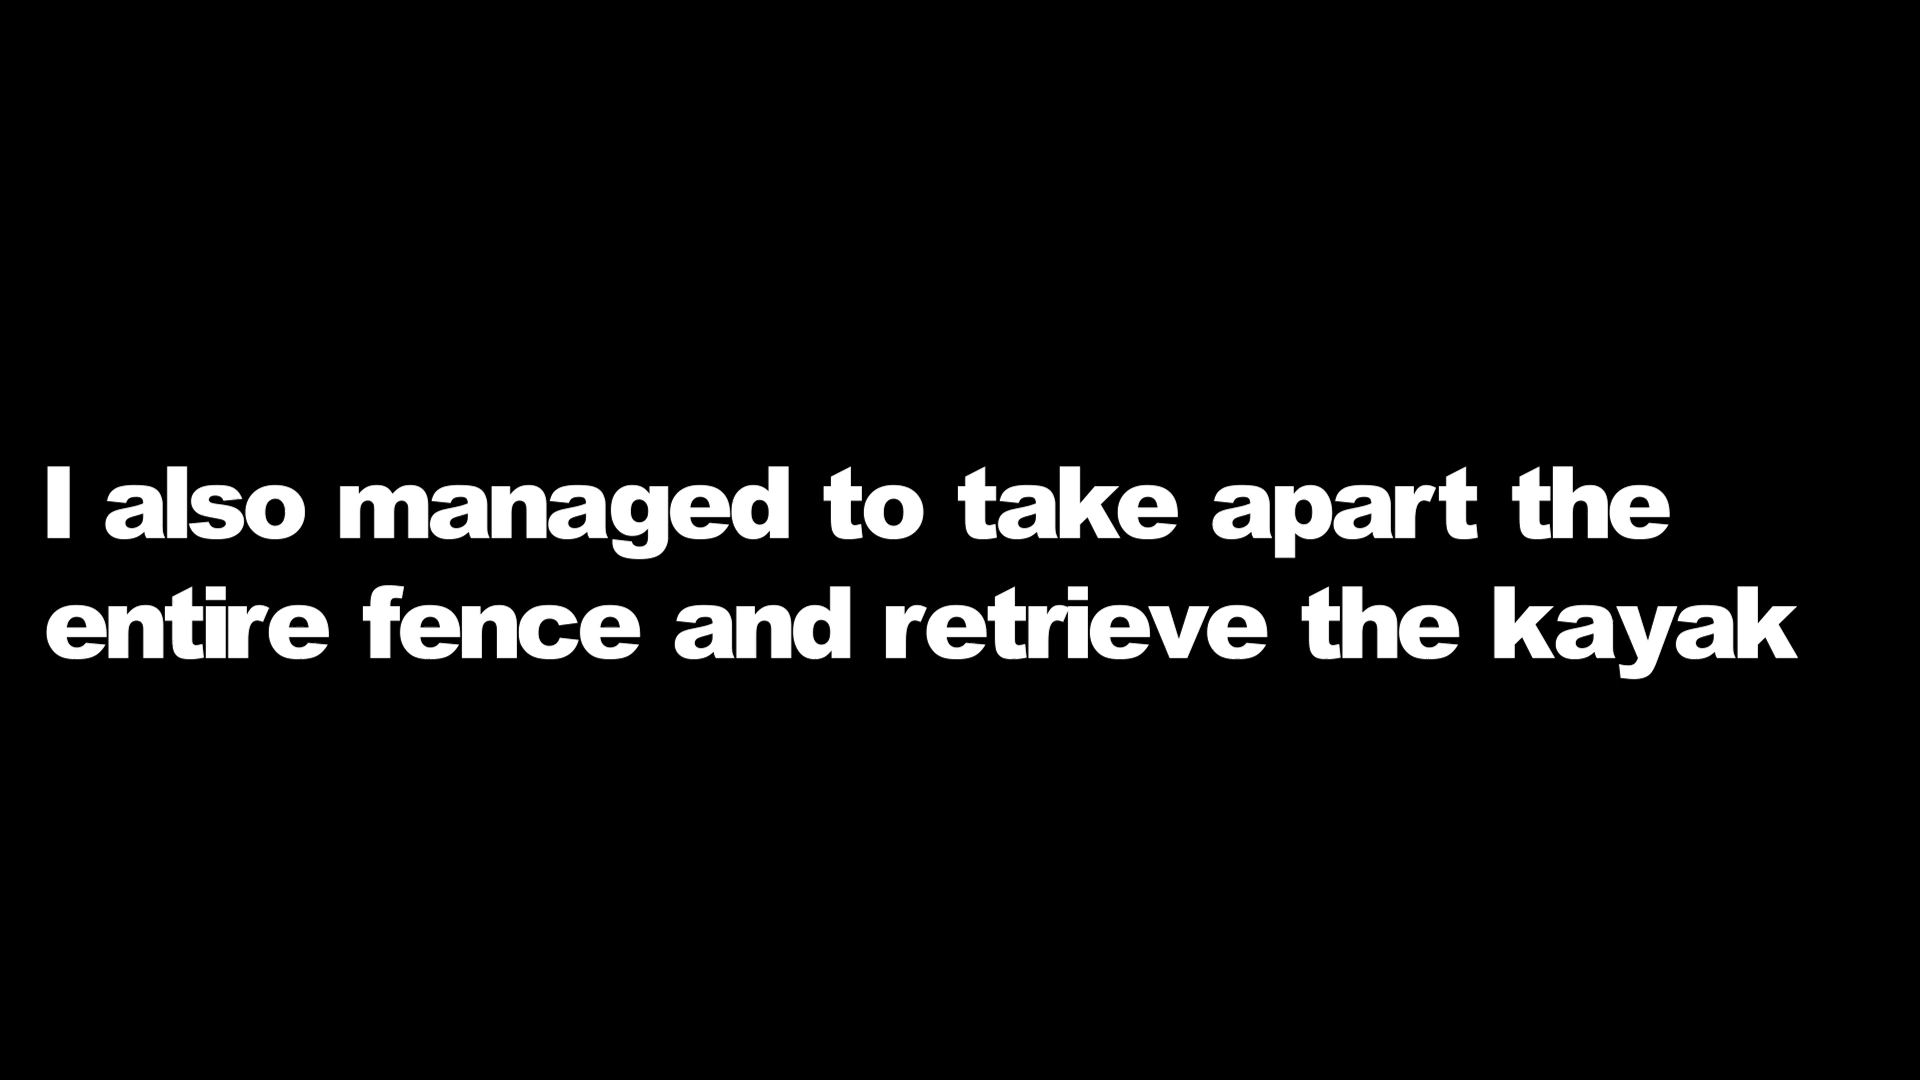 I also managed to take apart the
entire fence and retrieve the kayak